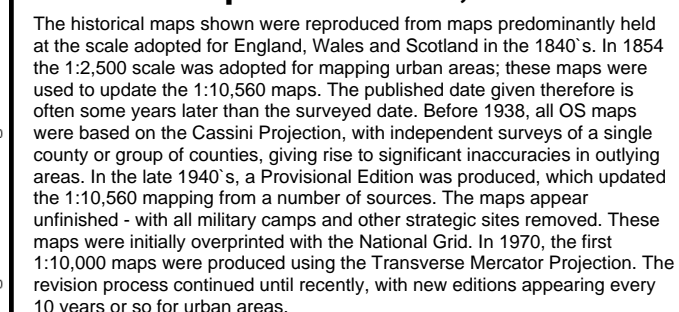 The historical maps shown were reproduced from maps predominantly held
at the scale adopted for England, Wales and Scotland in the 1840`s. In 1854
the 1:2,500 scale was adopted for mapping urban areas; these maps were
used to update the 1:10,560 maps. The published date given therefore is
often some years later than the surveyed date. Before 1938, all OS maps
were based on the Cassini Projection, with independent surveys of a single
county or group of counties, giving rise to significant inaccuracies in outlying
areas. In the late 1940`s, a Provisional Edition was produced, which updated
the 1:10,560 mapping from a number of sources. The maps appear
unfinished - with all military camps and other strategic sites removed. These
maps were initially overprinted with the National Grid. In 1970, the first
1:10,000 maps were produced using the Transverse Mercator Projection. The
revision process continued until recently, with new editions appearing every
10 years or so for urban areas.